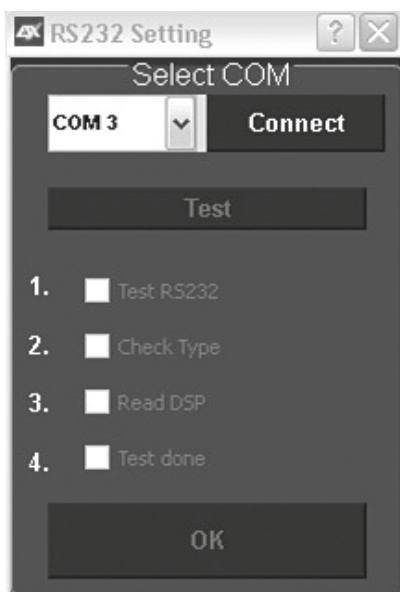 RS232 Setting
Select COM
COM 3 Connect
Test
1. Test RS232
2. Check Type
3. Read DSP
4. Test done
OK